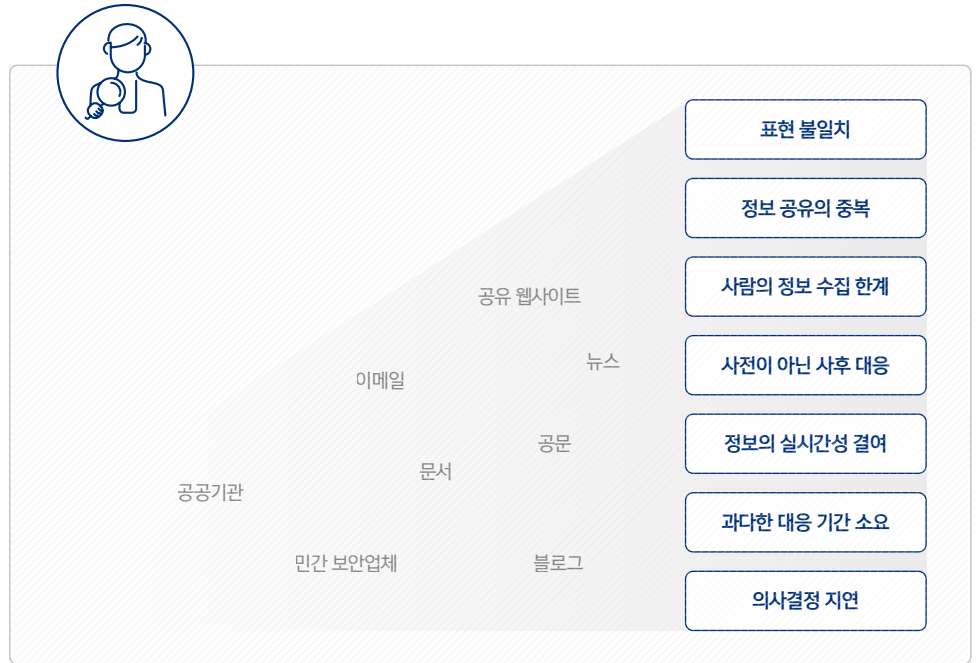 표현 불일치
정보 공유의 중복
사람의 정보 수집 한계
공유 웹사이트
뉴스
사전이 아닌 사후 대응
이메일
공문
정보의 실시간성 결여
문서
공공기관
과다한 대응 기간 소요
민간 보안업체
블로그
의사결정 지연